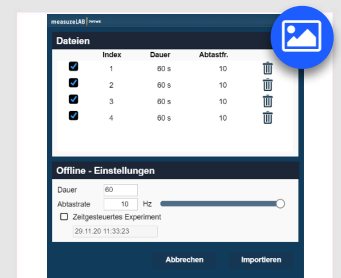 measureLAB
Dateien
Index Dauer Abtastfr.
1 60 s 10
2 60 s 10
3 60 s 10
4 60 s 10
Offline - Einstellungen
Dauer 60
Abtastrate 10 Hz
Zeitgesteuertes Experiment
29.11.20 11:33:23
Abbrechen Importieren